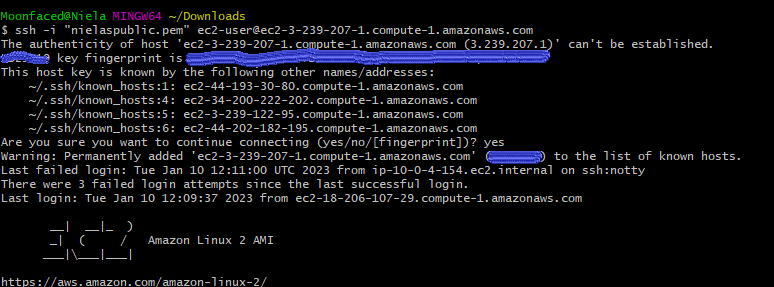 Moonfaced@Niela MINGW64 ~/Downloads
$ ssh -i "nielaspublic.pem" ec2-user@ec2-3-239-207-1.compute-1.amazonaws.com
The authenticity of host 'ec2-3-239-207-1.compute-1.amazonaws.com (3.239.207.1)' can't be established.
key fingerprint is
This host key is known by the following other names/addresses:
~/.ssh/known_hosts:1: ec2-44-193-30-80.compute-1.amazonaws.com
~/.ssh/known_hosts:4: ec2-34-200-222-202.compute-1.amazonaws.com
~/.ssh/known_hosts:5: ec2-3-239-122-95.compute-1.amazonaws.com
~/.ssh/known_hosts:6: ec2-44-202-182-195.compute-1.amazonaws.com
Are you sure you want to continue connecting (yes/no/[fingerprint])? yes
Warning: Permanently added 'ec2-3-239-207-1.compute-1.amazonaws.com' () to the list of known hosts.
Last failed login: Tue Jan 10 12:11:00 UTC 2023 from ip-10-0-4-154.ec2.internal on ssh:notty
There were 3 failed login attempts since the last successful login.
Last login: Tue Jan 10 12:09:37 2023 from ec2-18-206-107-29.compute-1.amazonaws.com
__|  __|_  )
_|  (     /   Amazon Linux 2 AMI
___|\___|___|
https://aws.amazon.com/amazon-linux-2/